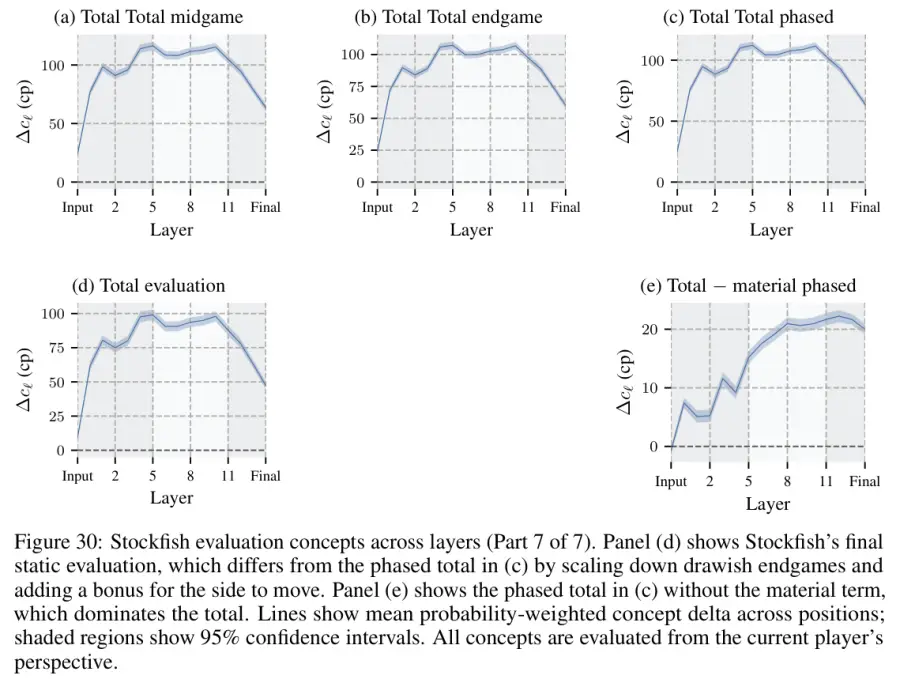 (a) Total Total midgame
(b) Total Total endgame
(c) Total Total phased
Δcℓ (cp)
100
50
0
Input 2 5 8 11 Final
Layer
Δcℓ (cp)
100
75
50
25
0
Input 2 5 8 11 Final
Layer
Δcℓ (cp)
100
50
0
Input 2 5 8 11 Final
Layer
(d) Total evaluation
(e) Total − material phased
Δcℓ (cp)
100
75
50
25
0
Input 2 5 8 11 Final
Layer
Δcℓ (cp)
20
10
0
Input 2 5 8 11 Final
Layer
Figure 30: Stockfish evaluation concepts across layers (Part 7 of 7). Panel (d) shows Stockfish’s final
static evaluation, which differs from the phased total in (c) by scaling down drawish endgames and
adding a bonus for the side to move. Panel (e) shows the phased total in (c) without the material term,
which dominates the total. Lines show mean probability-weighted concept delta across positions;
shaded regions show 95% confidence intervals. All concepts are evaluated from the current player’s
perspective.